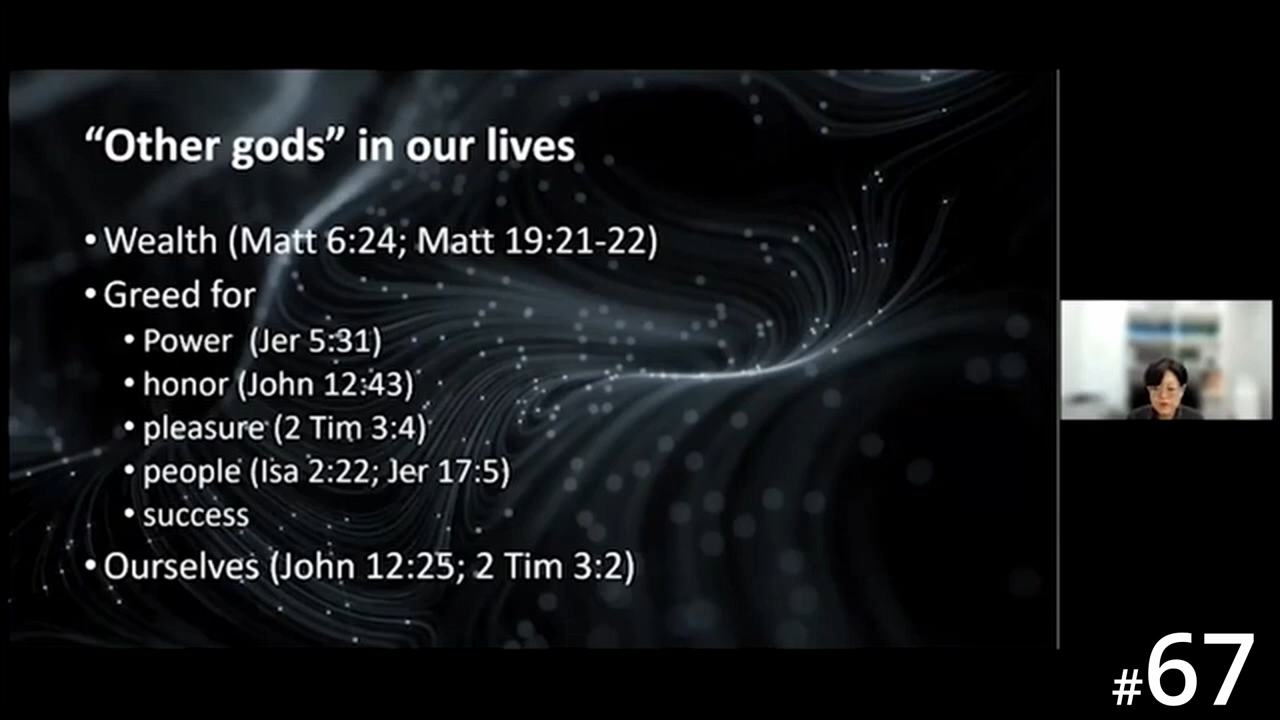 “Other gods” in our lives
• Wealth (Matt 6:24; Matt 19:21-22)
• Greed for
• Power (Jer 5:31)
• honor (John 12:43)
• pleasure (2 Tim 3:4)
• people (Isa 2:22; Jer 17:5)
• success
• Ourselves (John 12:25; 2 Tim 3:2)
#67